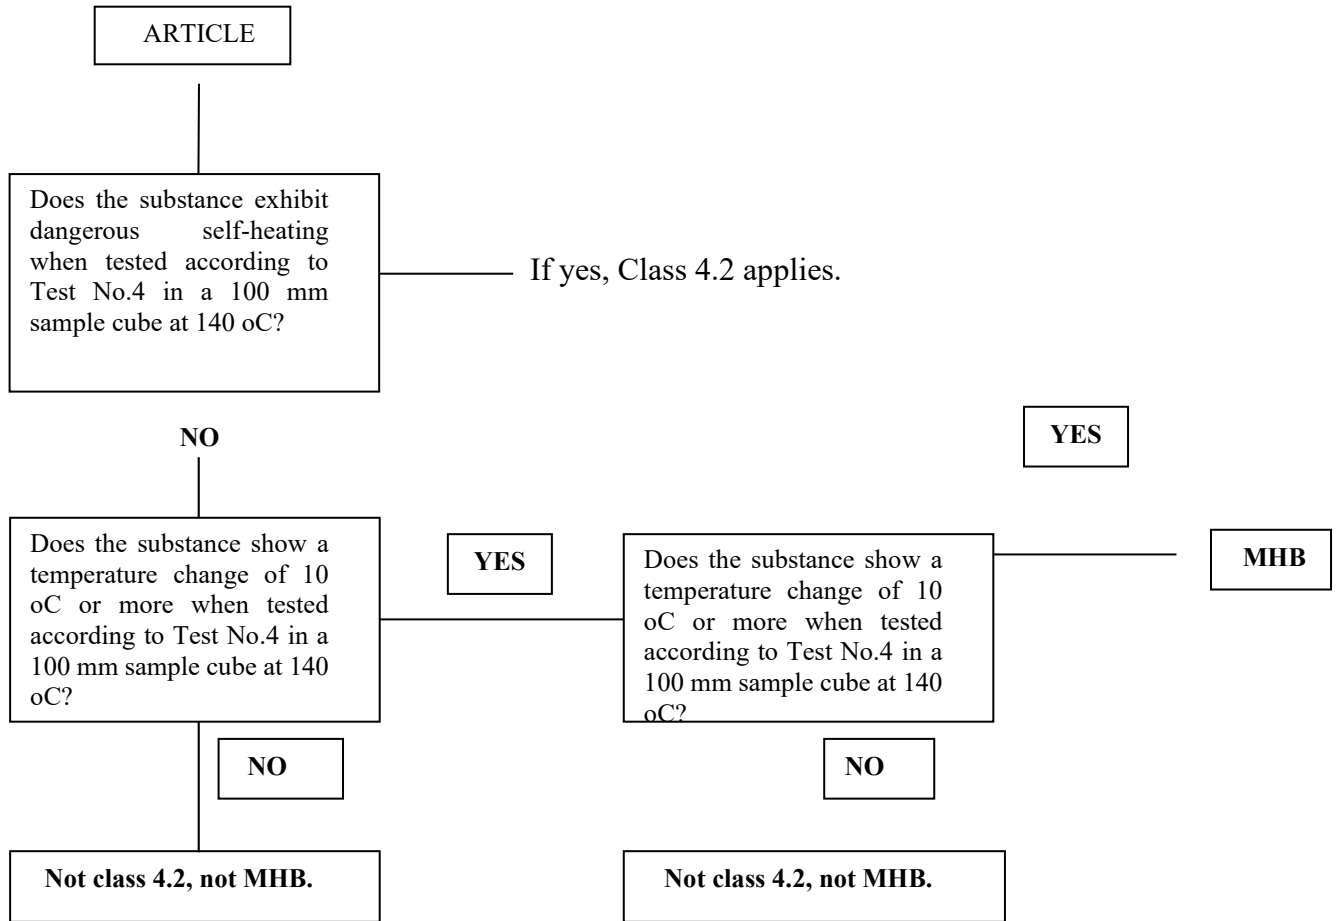 ARTICLE
Does the substance exhibit
dangerous self-heating
when tested according to
Test No.4 in a 100 mm
sample cube at 140 oC?
If yes, Class 4.2 applies.
NO
YES
Does the substance show a
temperature change of 10
oC or more when tested
according to Test No.4 in a
100 mm sample cube at 140
oC?
YES
Does the substance show a
temperature change of 10
oC or more when tested
according to Test No.4 in a
100 mm sample cube at 140
oC?
MHB
NO
NO
Not class 4.2, not MHB.
Not class 4.2, not MHB.